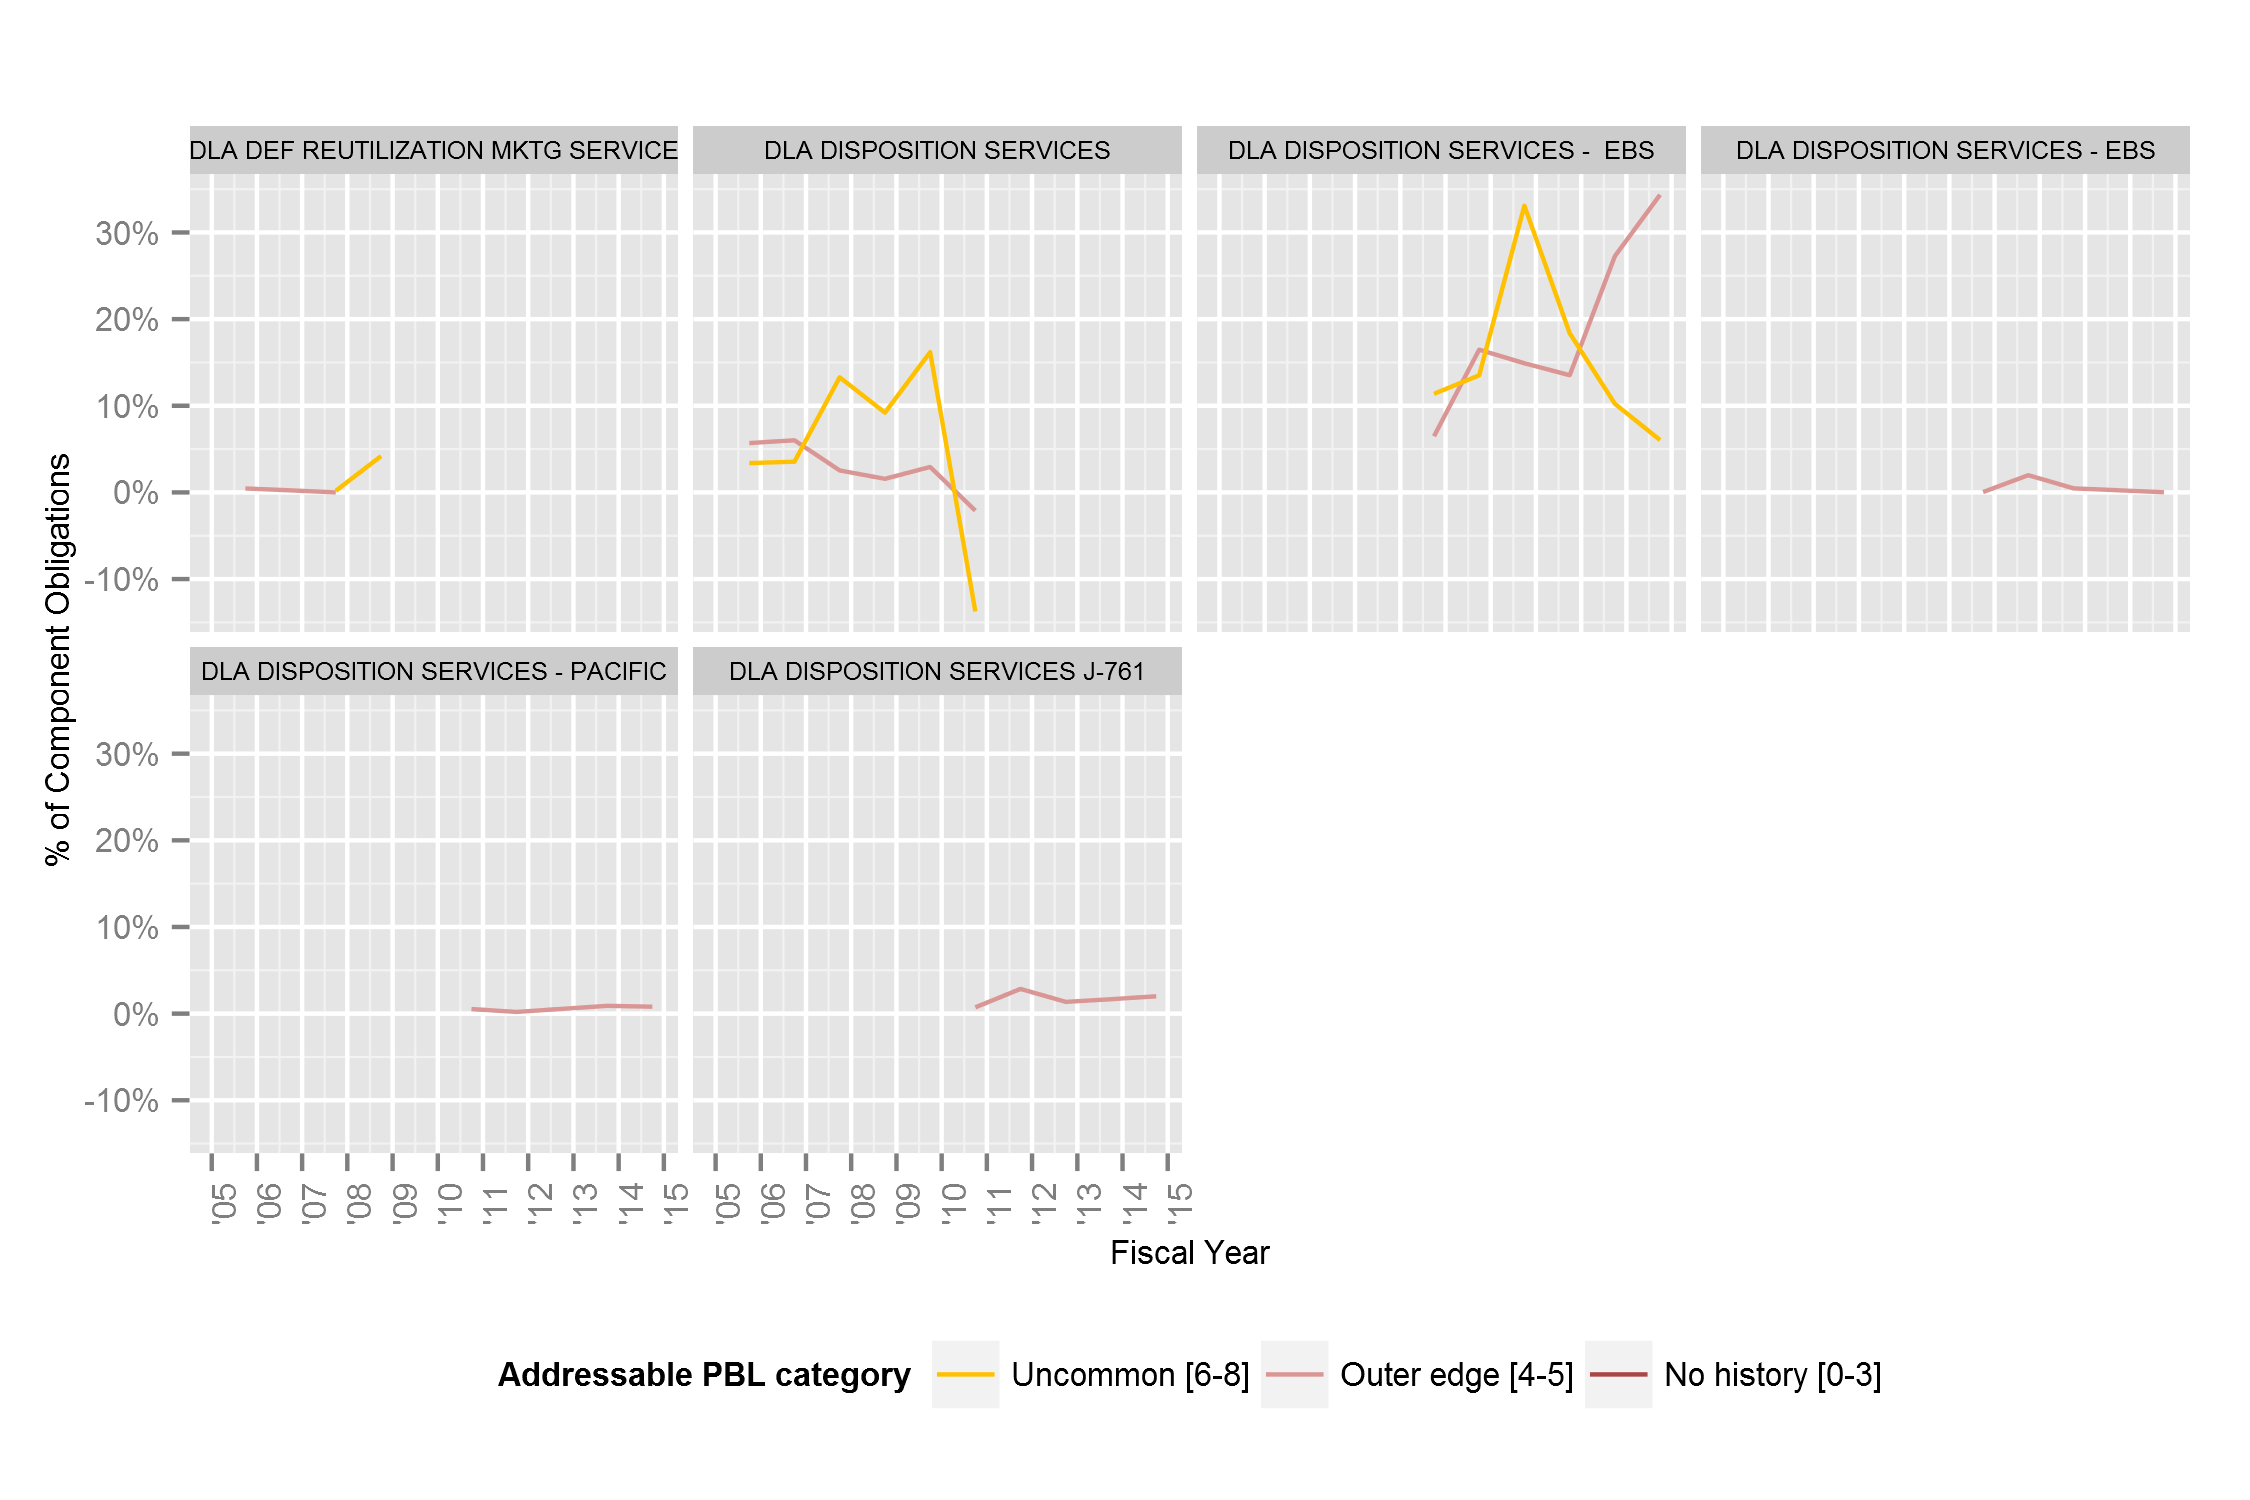 DLA DEF REUTILIZATION MKTG SERVICE
DLA DISPOSITION SERVICES
DLA DISPOSITION SERVICES -  EBS
DLA DISPOSITION SERVICES - EBS
30%
20%
10%
0%
-10%
% of Component Obligations
DLA DISPOSITION SERVICES - PACIFIC
DLA DISPOSITION SERVICES J-761
30%
20%
10%
0%
-10%
'05 '06 '07 '08 '09 '10 '11 '12 '13 '14 '15
'05 '06 '07 '08 '09 '10 '11 '12 '13 '14 '15
Fiscal Year
Addressable PBL category Uncommon [6-8] Outer edge [4-5] No history [0-3]